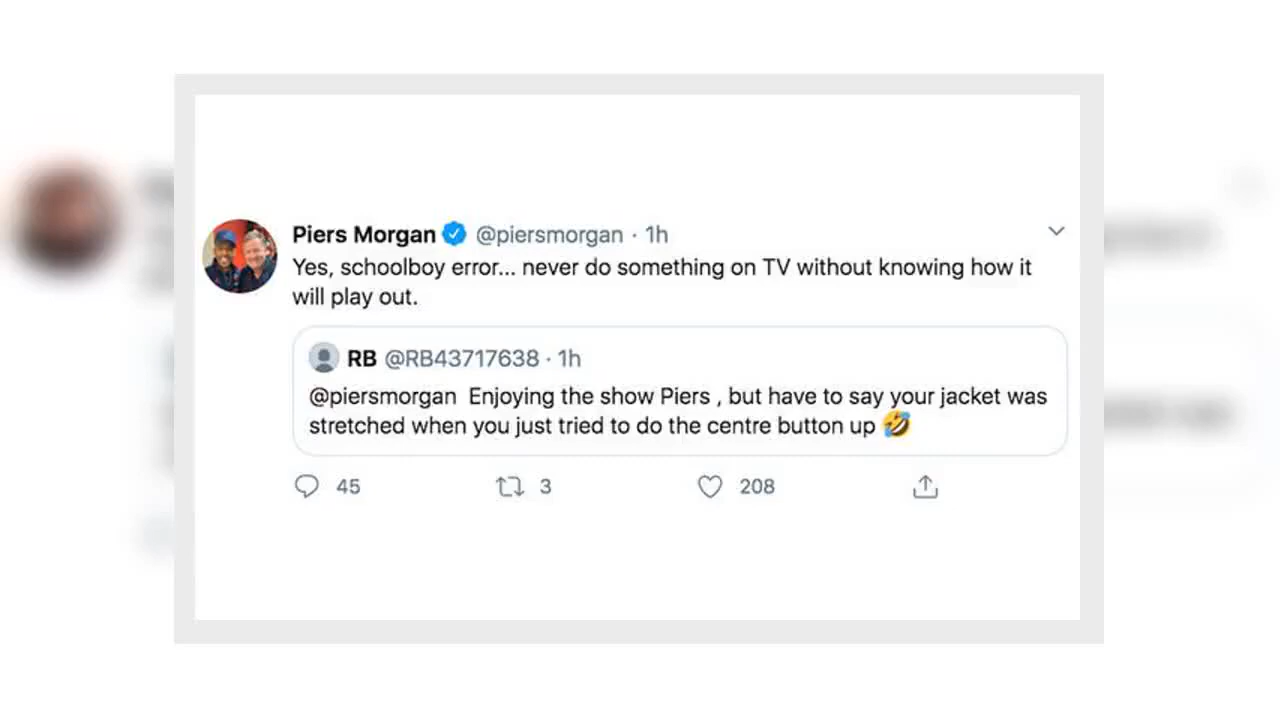 Piers Morgan @piersmorgan · 1h
Yes, schoolboy error... never do something on TV without knowing how it
will play out.
RB @RB43717638 · 1h
@piersmorgan Enjoying the show Piers , but have to say your jacket was
stretched when you just tried to do the centre button up 🤣
45 3 208